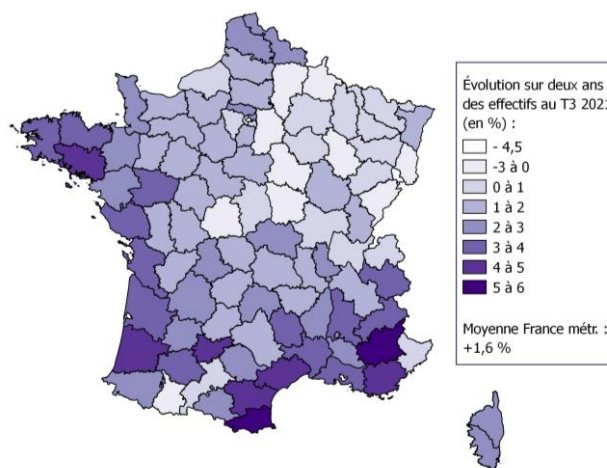 Évolution sur deux ans
des effectifs au T3 202
(en %) :
- 4,5
-3 à 0
0 à 1
1 à 2
2 à 3
3 à 4
4 à 5
5 à 6
Moyenne France métr. :
+1,6 %